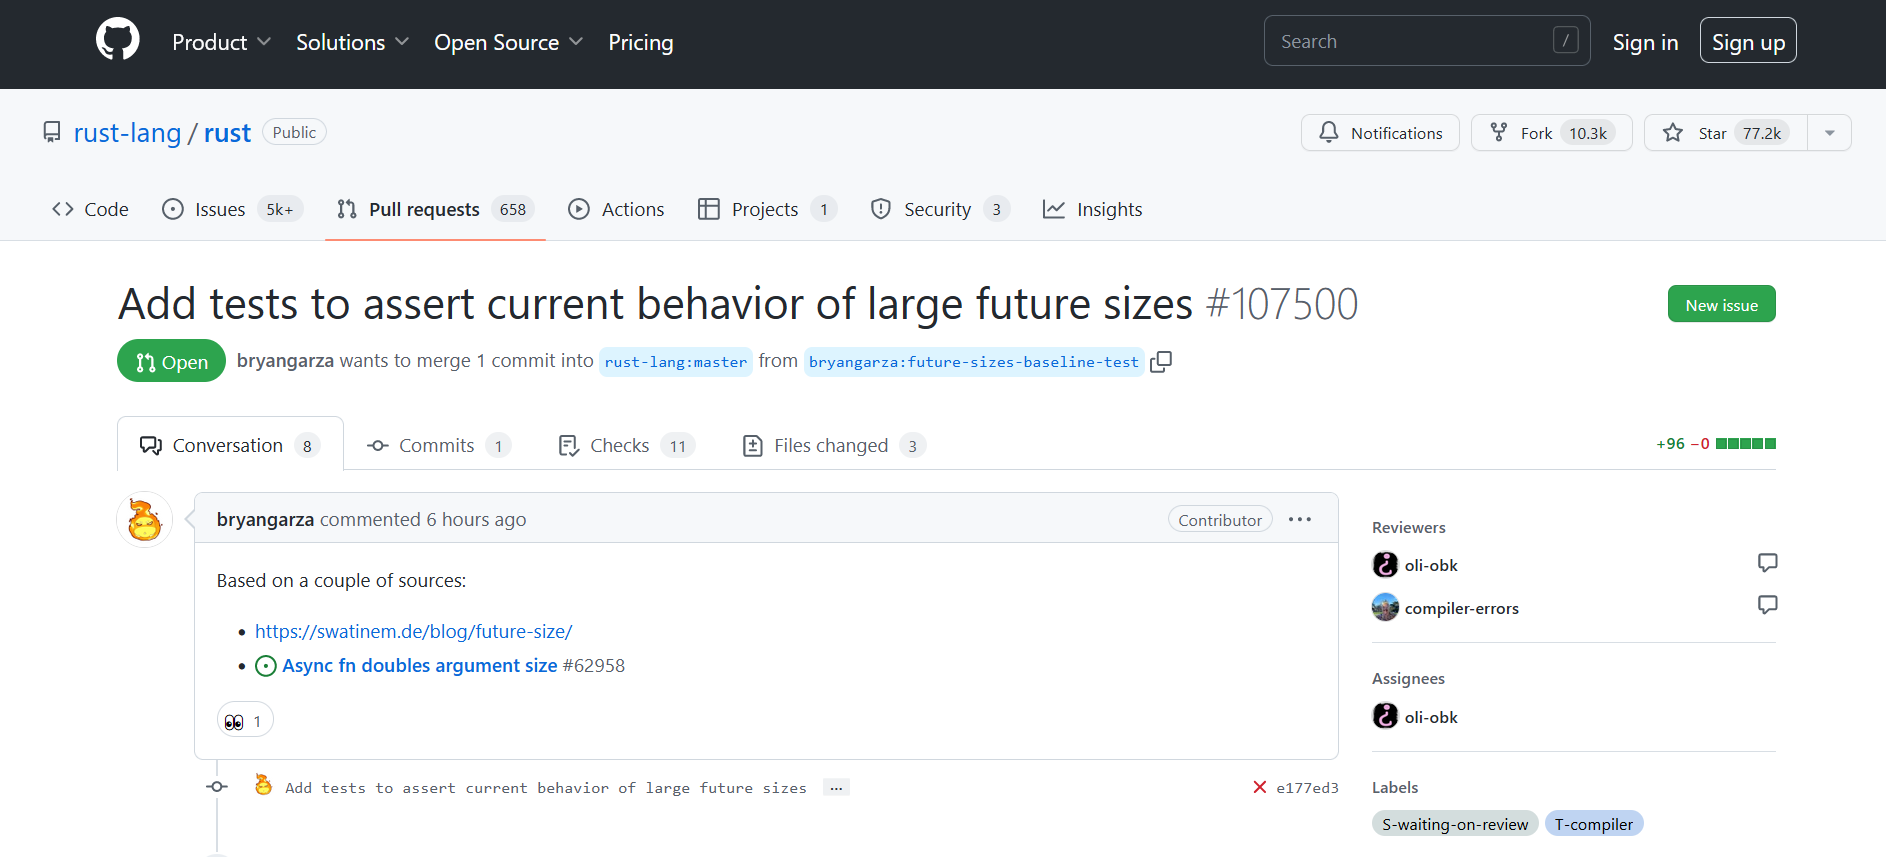 Product Solutions Open Source Pricing Search / Sign in Sign up
rust-lang / rust Public Notifications Fork 10.3k Star 77.2k
Code Issues 5k+ Pull requests 658 Actions Projects 1 Security 3 Insights
Add tests to assert current behavior of large future sizes #107500 New issue
Open bryangarza wants to merge 1 commit into rust-lang:master from bryangarza:future-sizes-baseline-test
Conversation 8 Commits 1 Checks 11 Files changed 3 +96 −0
bryangarza commented 6 hours ago Contributor ...
Based on a couple of sources:
• https://swatinem.de/blog/future-size/
• Async fn doubles argument size #62958
👀 1
Add tests to assert current behavior of large future sizes ... e177ed3
Reviewers
oli-obk
compiler-errors
Assignees
oli-obk
Labels
S-waiting-on-review T-compiler